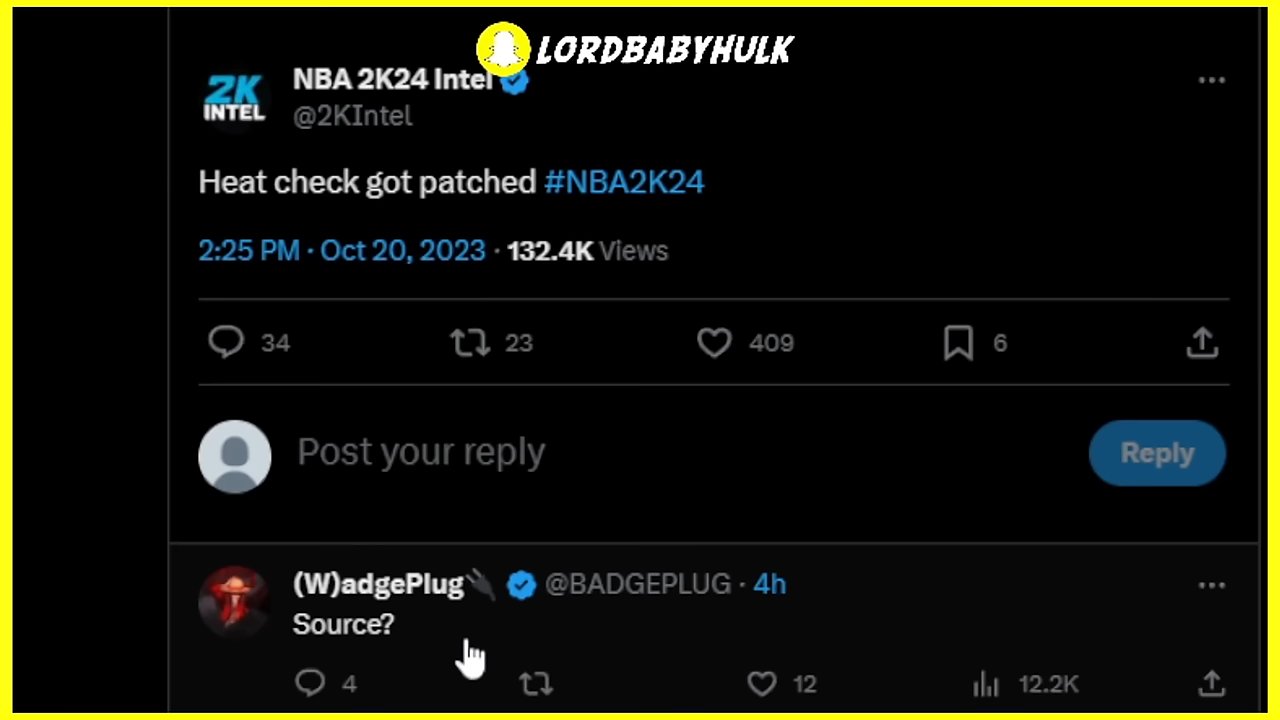 LORDBABYHULK
NBA 2K24 Intel
2K
INTEL
@2KIntel
Heat check got patched #NBA2K24
2:25 PM · Oct 20, 2023 · 132.4K Views
34 23 409 6
Post your reply
Reply
(W)adgePlug🔌 @BADGEPLUG · 4h
Source?
4 12 12.2K